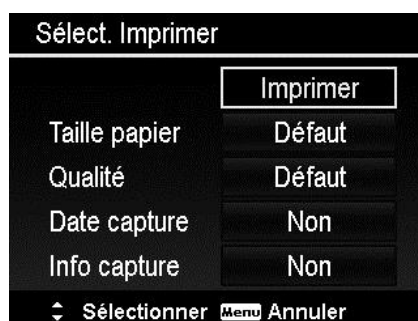 Sélect. Imprimer
Imprimer
Taille papier Défaut
Qualité Défaut
Date capture Non
Info capture Non
Sélectionner Menu Annuler